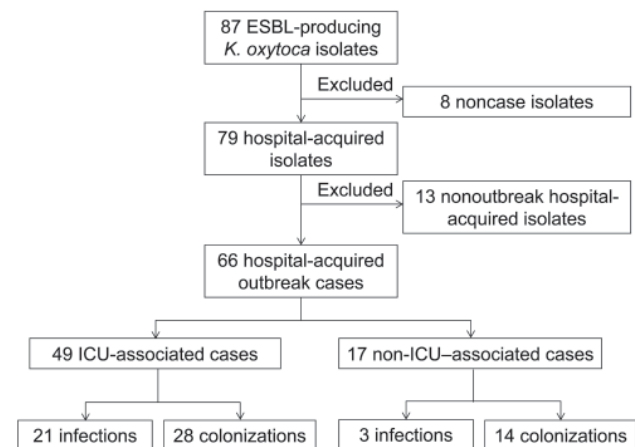 87 ESBL-producing
K. oxytoca isolates
Excluded
8 noncase isolates
79 hospital-acquired
isolates
Excluded
13 nonoutbreak hospital-
acquired isolates
66 hospital-acquired
outbreak cases
49 ICU-associated cases
17 non-ICU–associated cases
21 infections
28 colonizations
3 infections
14 colonizations